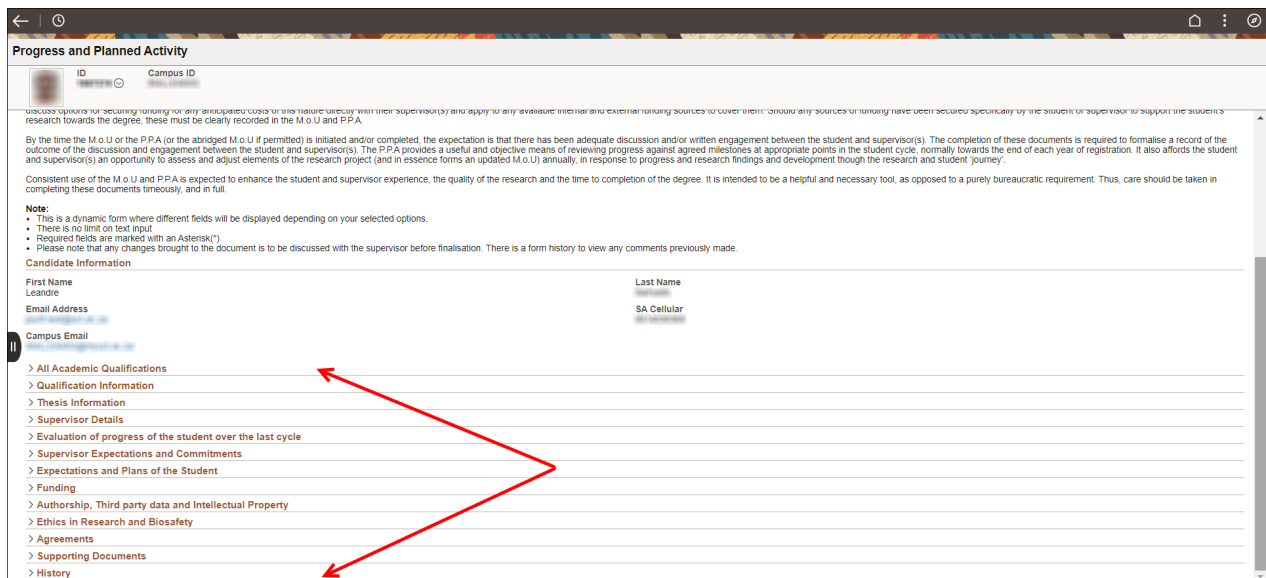 Progress and Planned Activity
ID Campus ID
discuss options for securing funding for any anticipated costs of this nature directly with their supervisor(s) and apply to any available internal and external funding sources to cover them. Should any sources of funding have been secured specifically by the student or supervisor to support the student's
research towards the degree, these must be clearly recorded in the M.o.U and P.P.A.
By the time the M.o.U or the P.P.A (or the abridged M.o.U if permitted) is initiated and/or completed, the expectation is that there has been adequate discussion and/or written engagement between the student and supervisor(s). The completion of these documents is required to formalise a record of the
outcome of the discussion and engagement between the student and supervisor(s). The P.P.A provides a useful and objective means of reviewing progress against agreed milestones at appropriate points in the student cycle, normally towards the end of each year of registration. It also affords the student
and supervisor(s) an opportunity to assess and adjust elements of the research project (and in essence forms an updated M.o.U) annually, in response to progress and research findings and development though the research and student 'journey'.
Consistent use of the M.o.U and P.P.A is expected to enhance the student and supervisor experience, the quality of the research and the time to completion of the degree. It is intended to be a helpful and necessary tool, as opposed to a purely bureaucratic requirement. Thus, care should be taken in
completing these documents timeously, and in full.
Note:
• This is a dynamic form where different fields will be displayed depending on your selected options.
• There is no limit on text input
• Required fields are marked with an Asterisk(*)
• Please note that any changes brought to the document is to be discussed with the supervisor before finalisation. There is a form history to view any comments previously made.
Candidate Information
First Name Last Name
Leandre
Email Address SA Cellular
Campus Email
All Academic Qualifications
Qualification Information
Thesis Information
Supervisor Details
Evaluation of progress of the student over the last cycle
Supervisor Expectations and Commitments
Expectations and Plans of the Student
Funding
Authorship, Third party data and Intellectual Property
Ethics in Research and Biosafety
Agreements
Supporting Documents
History